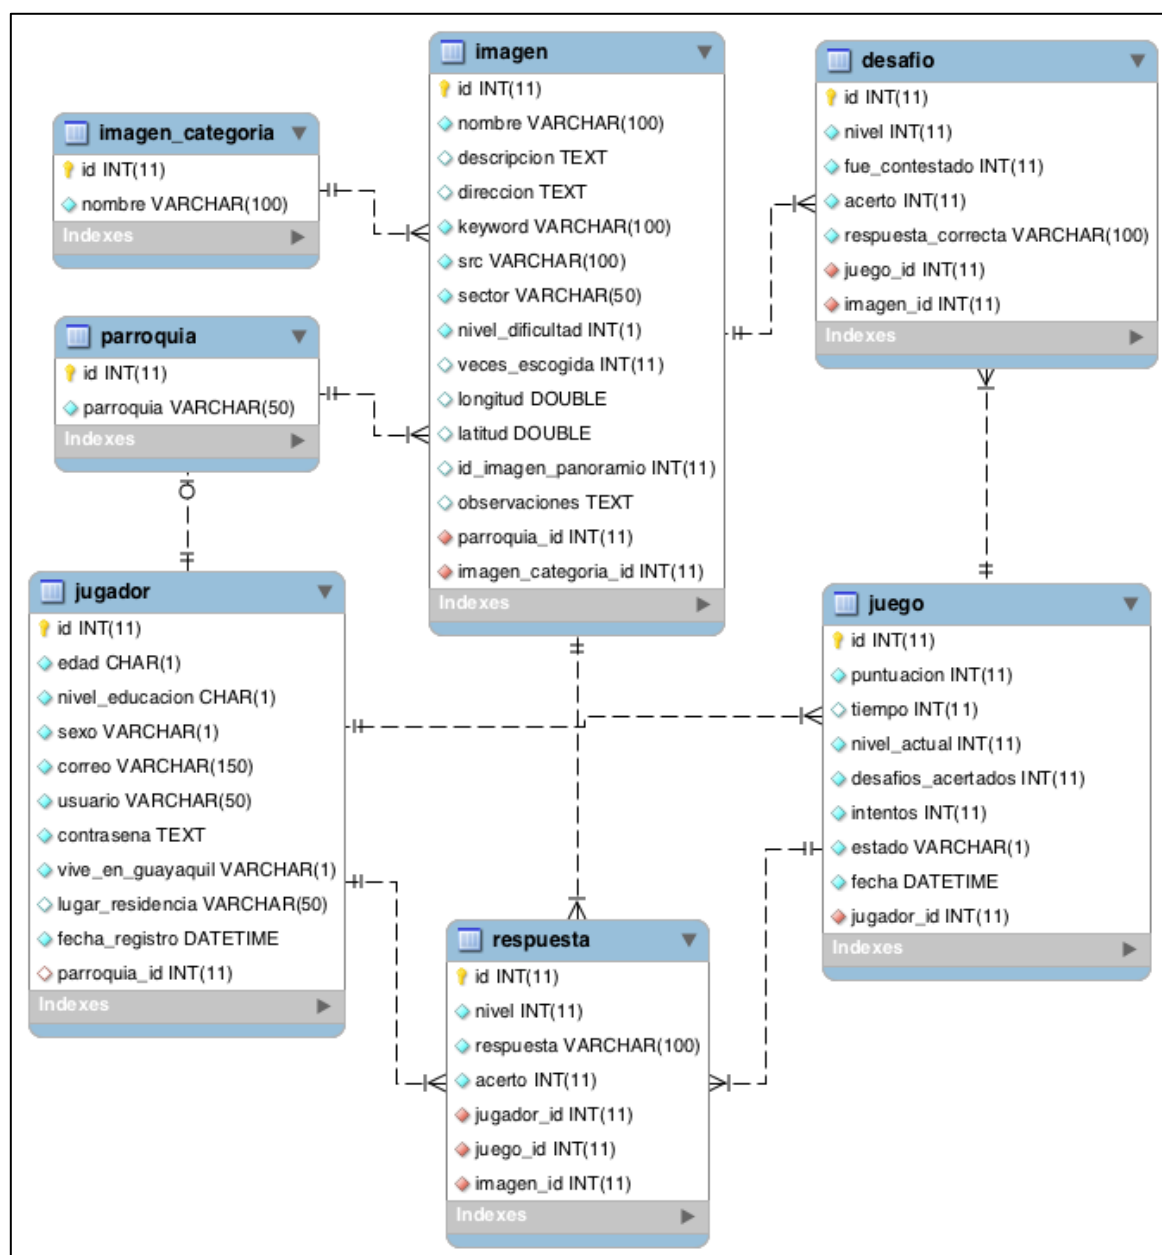 imagen_categoria
id INT(11)
nombre VARCHAR(100)
Indexes
parroquia
id INT(11)
parroquia VARCHAR(50)
Indexes
jugador
id INT(11)
edad CHAR(1)
nivel_educacion CHAR(1)
sexo VARCHAR(1)
correo VARCHAR(150)
usuario VARCHAR(50)
contrasena TEXT
vive_en_guayaquil VARCHAR(1)
lugar_residencia VARCHAR(50)
fecha_registro DATETIME
parroquia_id INT(11)
Indexes
imagen
id INT(11)
nombre VARCHAR(100)
descripcion TEXT
direccion TEXT
keyword VARCHAR(100)
src VARCHAR(100)
sector VARCHAR(50)
nivel_dificultad INT(1)
veces_escogida INT(11)
longitud DOUBLE
latitud DOUBLE
id_imagen_panoramio INT(11)
observaciones TEXT
parroquia_id INT(11)
imagen_categoria_id INT(11)
Indexes
respuesta
id INT(11)
nivel INT(11)
respuesta VARCHAR(100)
acerto INT(11)
jugador_id INT(11)
juego_id INT(11)
imagen_id INT(11)
Indexes
desafio
id INT(11)
nivel INT(11)
fue_contestado INT(11)
acerto INT(11)
respuesta_correcta VARCHAR(100)
juego_id INT(11)
imagen_id INT(11)
Indexes
juego
id INT(11)
puntuacion INT(11)
tiempo INT(11)
nivel_actual INT(11)
desafios_acertados INT(11)
intentos INT(11)
estado VARCHAR(1)
fecha DATETIME
jugador_id INT(11)
Indexes